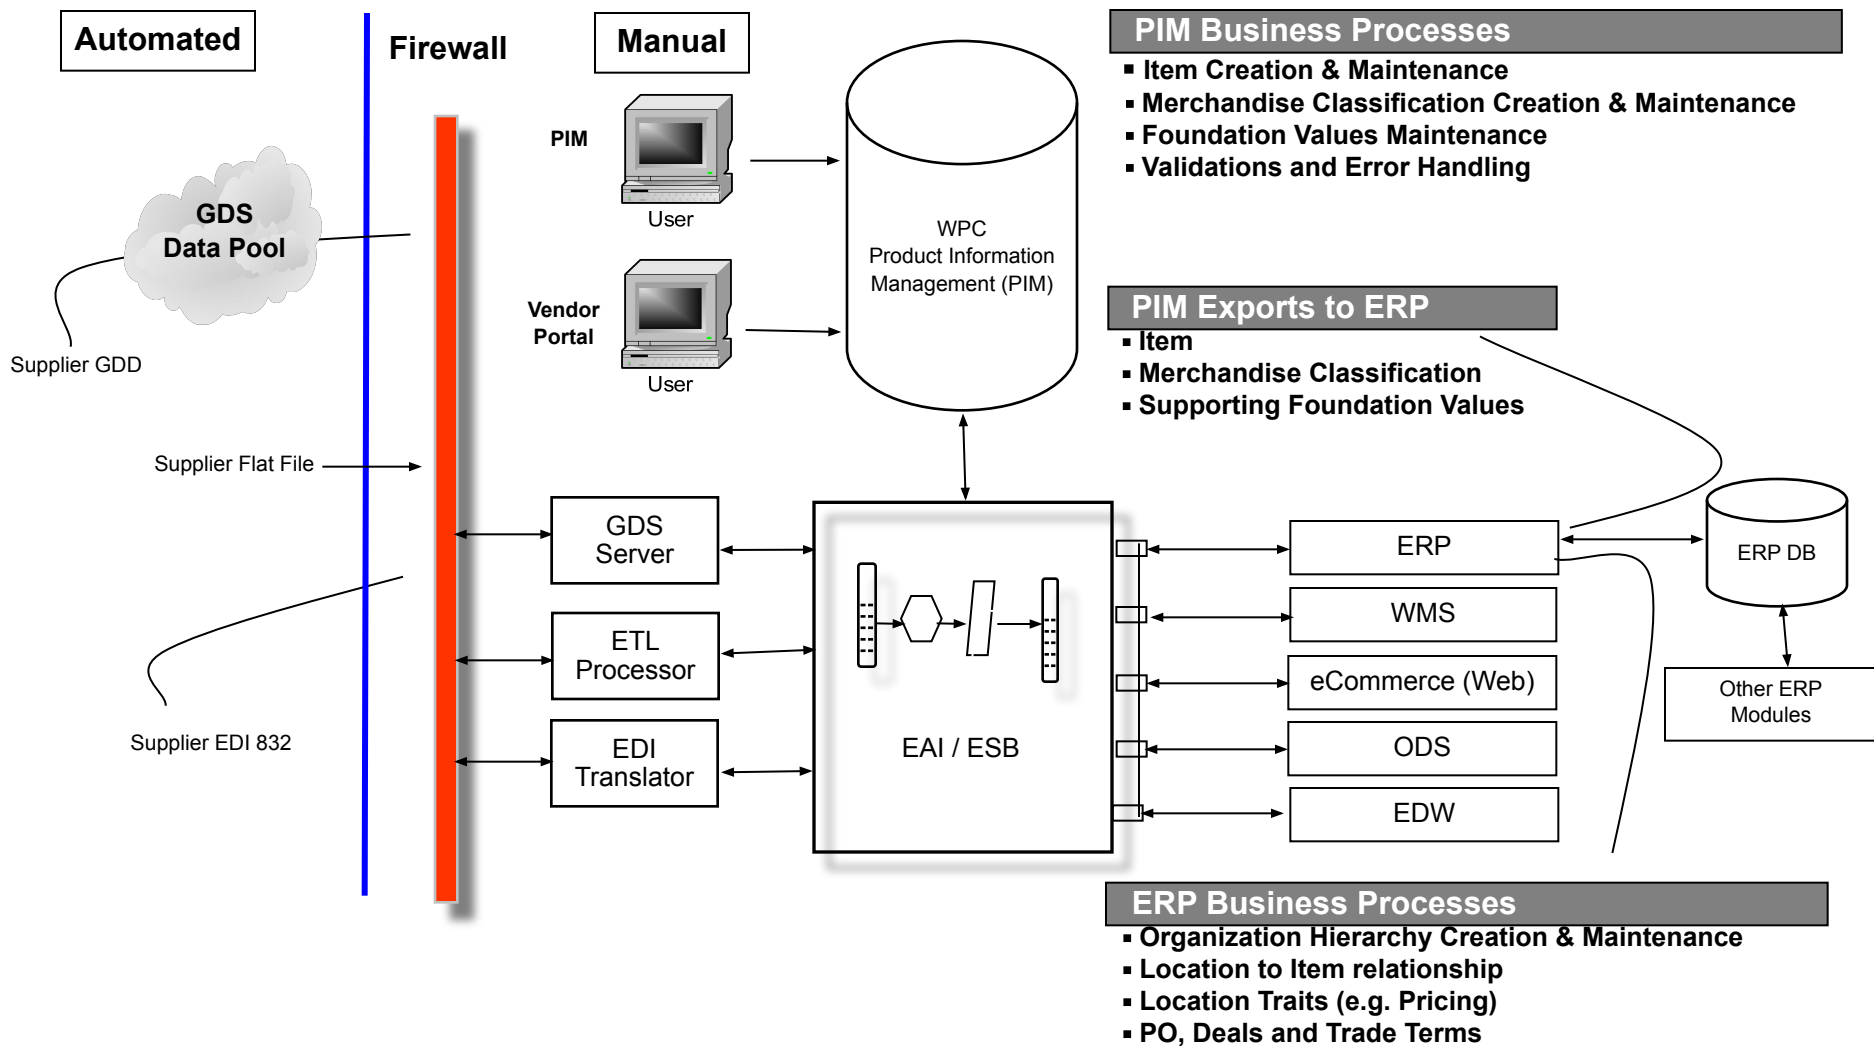 Automated
Firewall
Manual
PIM
User
Vendor
Portal
User
GDS
Data Pool
Supplier GDD
Supplier Flat File
Supplier EDI 832
WPC
Product Information
Management (PIM)
PIM Business Processes
▪ Item Creation & Maintenance
▪ Merchandise Classification Creation & Maintenance
▪ Foundation Values Maintenance
▪ Validations and Error Handling
PIM Exports to ERP
▪ Item
▪ Merchandise Classification
▪ Supporting Foundation Values
GDS
Server
ETL
Processor
EDI
Translator
EAI / ESB
ERP
WMS
eCommerce (Web)
ODS
EDW
ERP DB
Other ERP
Modules
ERP Business Processes
▪ Organization Hierarchy Creation & Maintenance
▪ Location to Item relationship
▪ Location Traits (e.g. Pricing)
▪ PO, Deals and Trade Terms